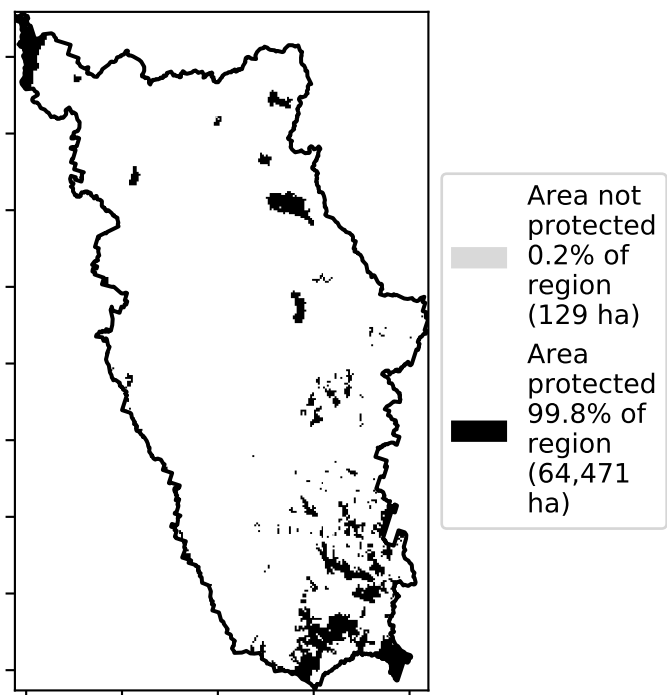 Area not
protected
0.2% of
region
(129 ha)
Area
protected
99.8% of
region
(64,471
ha)